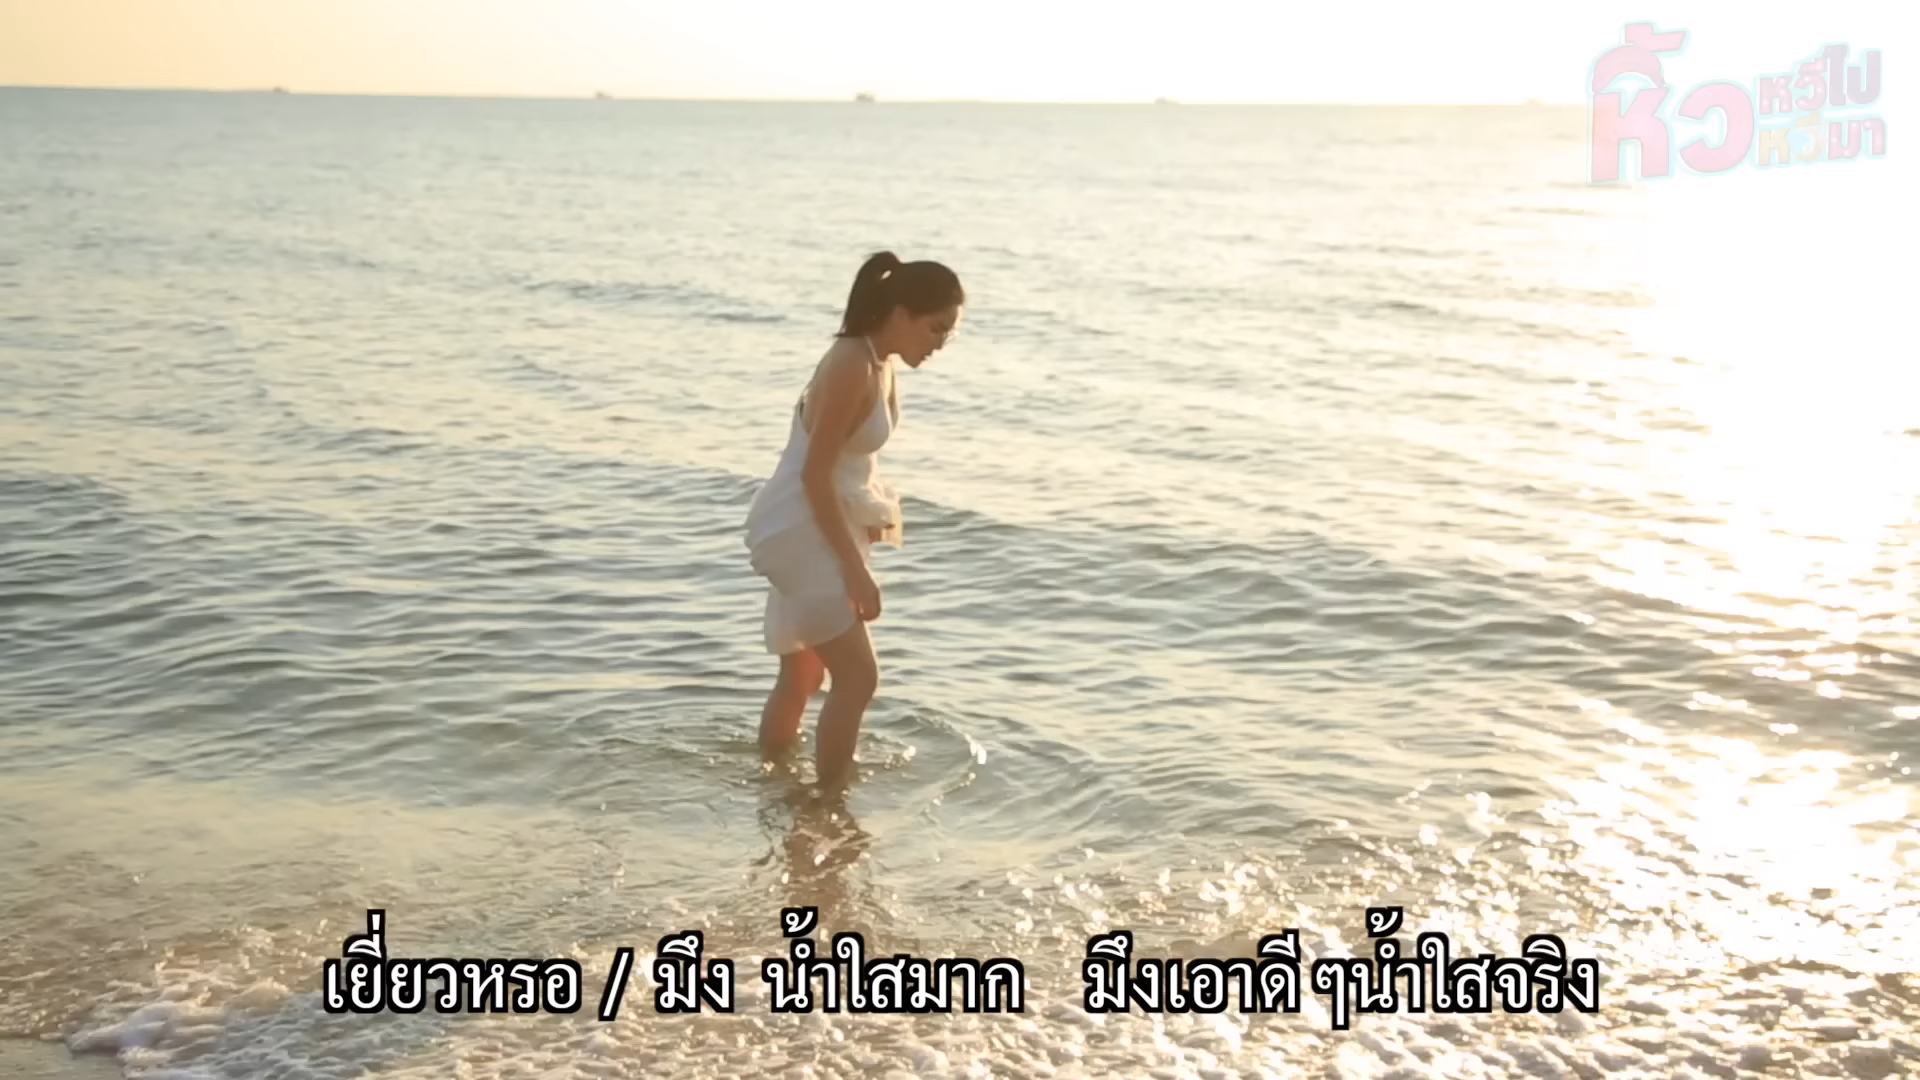 หิ้ว หวีไป
หวีมา
เยี่ยวหรอ / มึง น้ำใสมาก มึงเอาดี ๆน้ำใสจริง